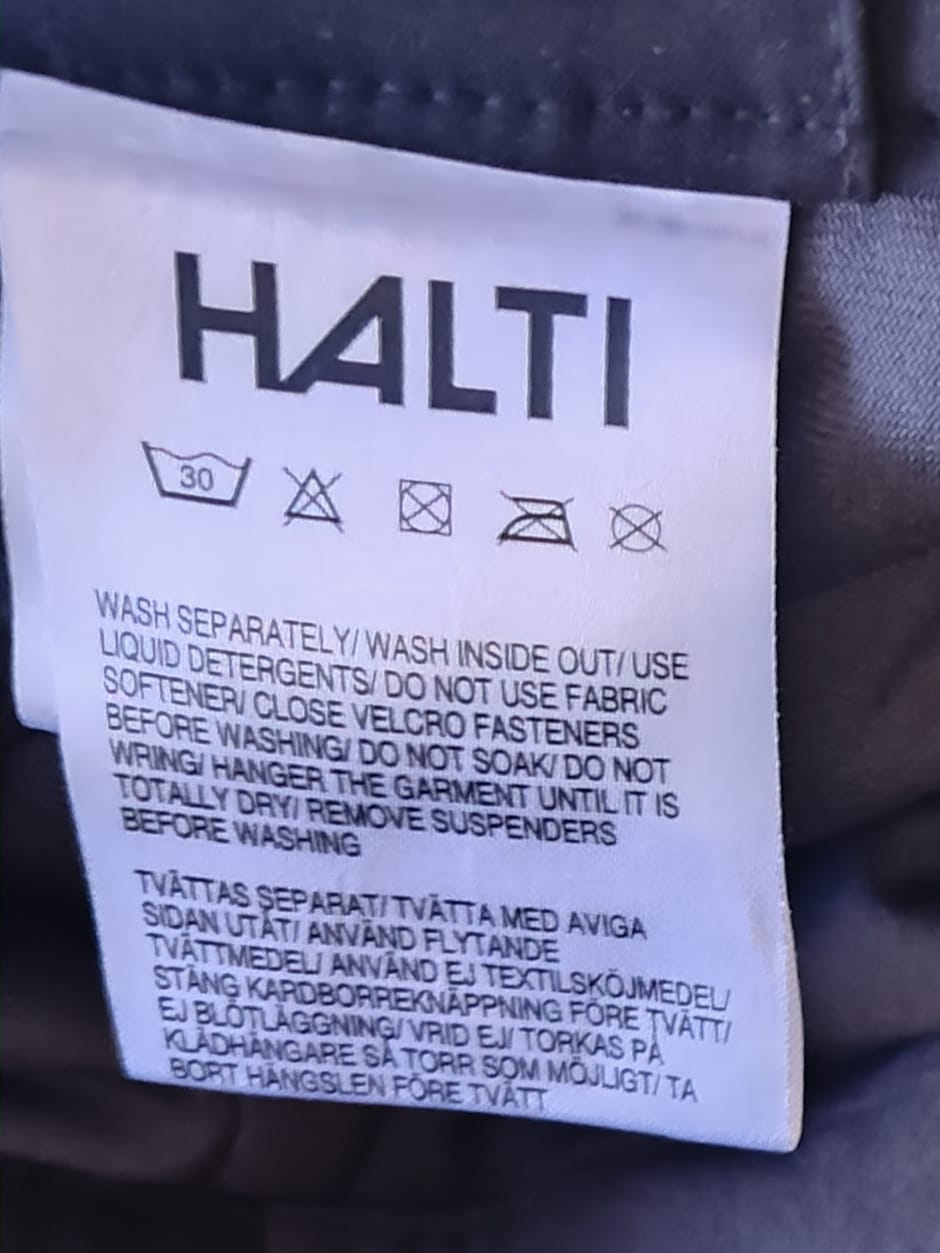 HALTI
30
WASH SEPARATELY/ WASH INSIDE OUT/ USE
LIQUID DETERGENTS/ DO NOT USE FABRIC
SOFTENER/ CLOSE VELCRO FASTENERS
BEFORE WASHING/ DO NOT SOAK/ DO NOT
WRING/ HANGER THE GARMENT UNTIL IT IS
TOTALLY DRY/ REMOVE SUSPENDERS
BEFORE WASHING
TVÄTTAS SEPARAT/ TVÄTTA MED AVIGA
SIDAN UTÅT/ ANVÄND FLYTANDE
TVÄTTMEDEL/ ANVÄND EJ TEXTILSKÖJMEDEL/
STÄNG KARDBORREKNÄPPNING FÖRE TVÄTT/
EJ BLÖTLÄGGNING/ VRID EJ/ TORKAS PÅ
KLÄDHÄNGARE SÅ TORR SOM MÖJLIGT/ TA
BORT HÄNGSLEN FÖRE TVÄTT